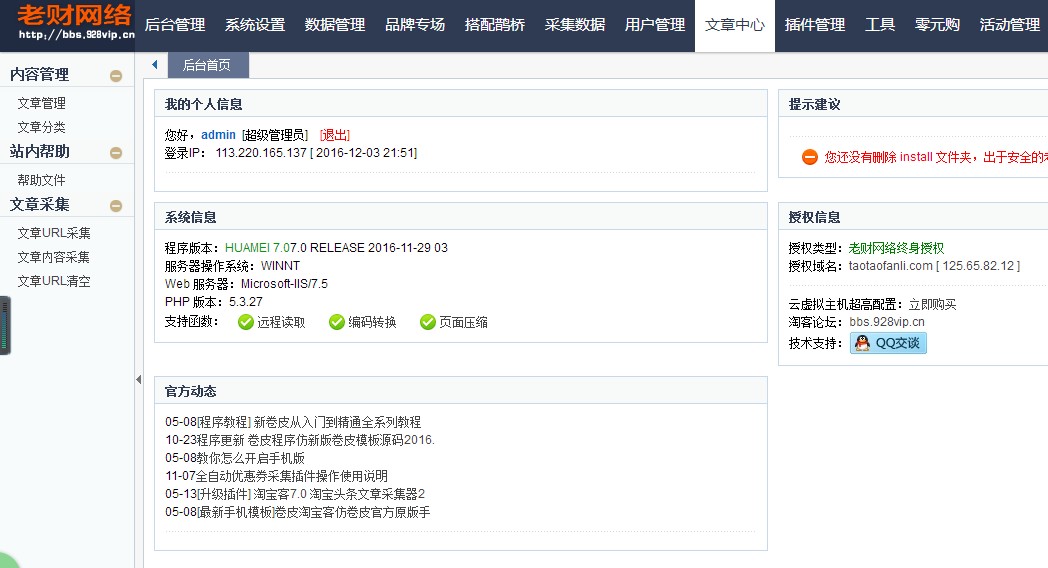 老财网络
http://bbs.928vip.cn
后台管理 系统设置 数据管理 品牌专场 搭配鹊桥 采集数据 用户管理 文章中心 插件管理 工具 零元购 活动管理
后台首页
内容管理
文章管理
文章分类
站内帮助
帮助文件
文章采集
文章URL采集
文章内容采集
文章URL清空
我的个人信息
您好，admin [超级管理员] [退出]
登录IP： 113.220.165.137 [ 2016-12-03 21:51]
提示建议
您还没有删除 install 文件夹，出于安全的
系统信息
程序版本：HUAMEI 7.07.0 RELEASE 2016-11-29 03
服务器操作系统：WINNT
Web 服务器：Microsoft-IIS/7.5
PHP 版本：5.3.27
支持函数： 远程读取 编码转换 页面压缩
授权信息
授权类型：老财网络终身授权
授权域名：taotaofanli.com [ 125.65.82.12 ]
云虚拟主机超高配置：立即购买
淘客论坛：bbs.928vip.cn
技术支持： QQ交谈
官方动态
05-08[程序教程] 新卷皮从入门到精通全系列教程
10-23程序更新 卷皮程序仿新版卷皮模板源码2016.
05-08教你怎么开启手机版
11-07全自动优惠券采集插件操作使用说明
05-13[升级插件] 淘宝客7.0 淘宝头条文章采集器2
05-08[最新手机模板]卷皮淘宝客仿卷皮官方原版手